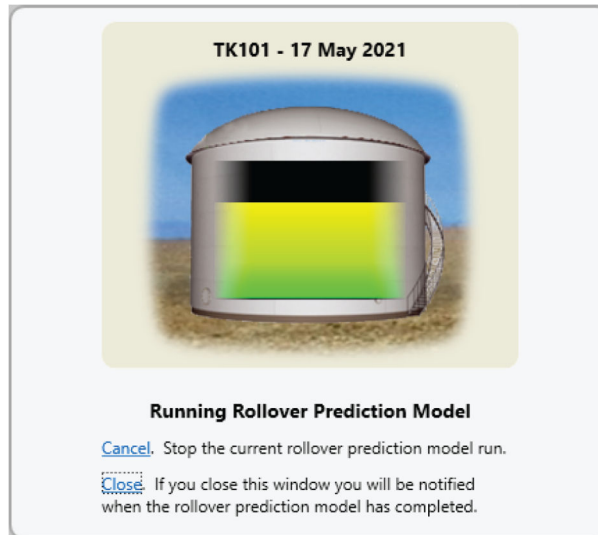 TK101 - 17 May 2021
Running Rollover Prediction Model
Cancel. Stop the current rollover prediction model run.
Close. If you close this window you will be notified
when the rollover prediction model has completed.